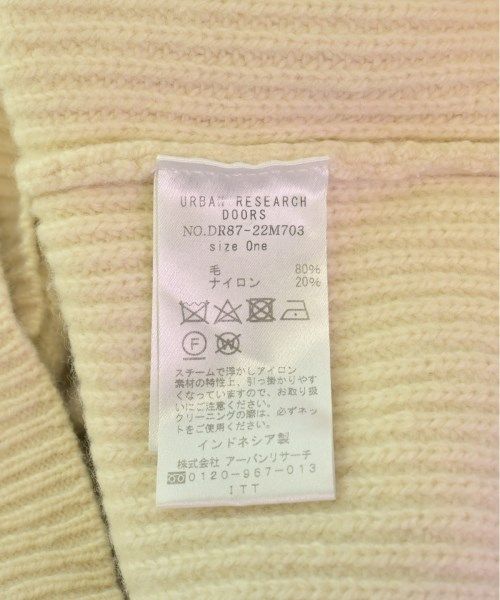 URBAN RESEARCH
DOORS
NO.DR87-22M703
size One
毛 80%
ナイロン 20%
F W
スチームで浮かしアイロン
素材の特性上、引っ掛かりやす
くなっていますので、お取り扱
いにご注意ください。
クリーニングの際は、必ずネッ
トをご使用ください。
インドネシア製
株式会社 アーバンリサーチ
0120-967-013
ITT